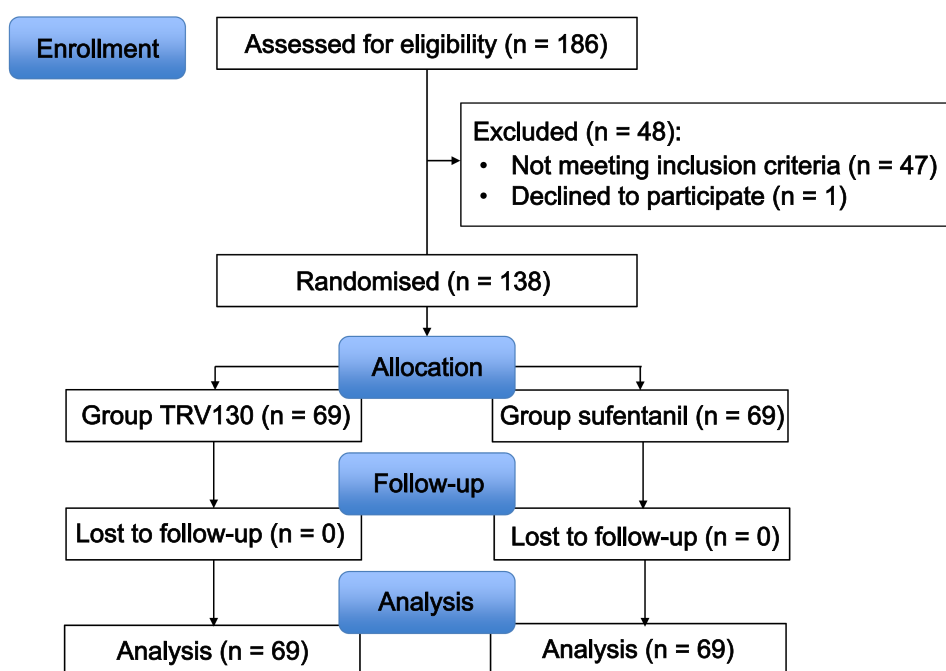 Enrollment
Assessed for eligibility (n = 186)
Excluded (n = 48):
• Not meeting inclusion criteria (n = 47)
• Declined to participate (n = 1)
Randomised (n = 138)
Allocation
Group TRV130 (n = 69)
Group sufentanil (n = 69)
Follow-up
Lost to follow-up (n = 0)
Lost to follow-up (n = 0)
Analysis
Analysis (n = 69)
Analysis (n = 69)